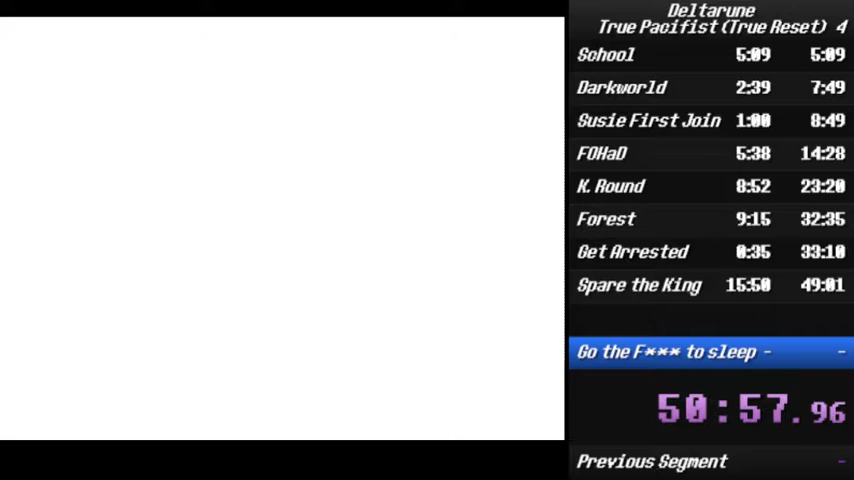 Deltarune
True Pacifist (True Reset) 4
School 5:09 5:09
Darkworld 2:39 7:49
Susie First Join 1:00 8:49
FOHaD 5:38 14:28
K. Round 8:52 23:20
Forest 9:15 32:35
Get Arrested 0:35 33:10
Spare the King 15:50 49:01
Go the F*** to sleep - -
50:57.96
Previous Segment -